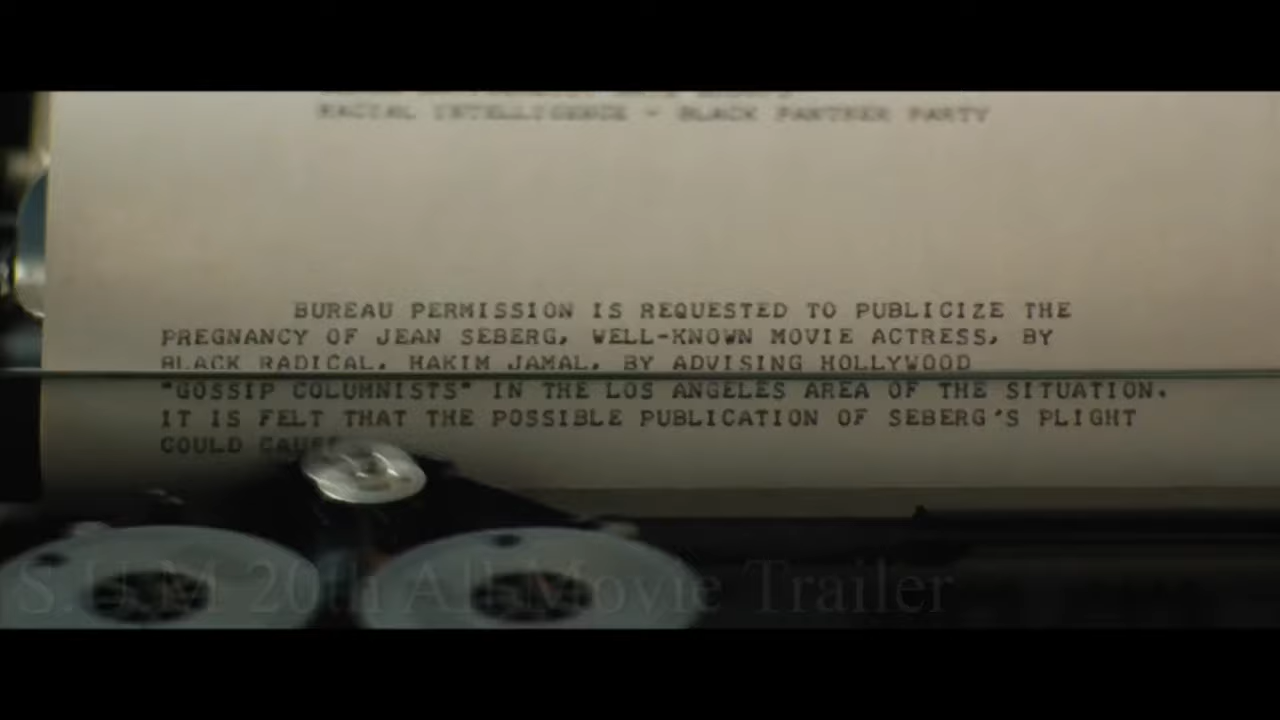 RACIAL INTELLIGENCE - BLACK PANTHER PARTY
BUREAU PERMISSION IS REQUESTED TO PUBLICIZE THE
PREGNANCY OF JEAN SEBERG, WELL-KNOWN MOVIE ACTRESS, BY
BLACK RADICAL, HAKIM JAMAL, BY ADVISING HOLLYWOOD
"GOSSIP COLUMNISTS" IN THE LOS ANGELES AREA OF THE SITUATION.
IT IS FELT THAT THE POSSIBLE PUBLICATION OF SEBERG'S PLIGHT
COULD CAUS
S.U.M 20th All Movie Trailer